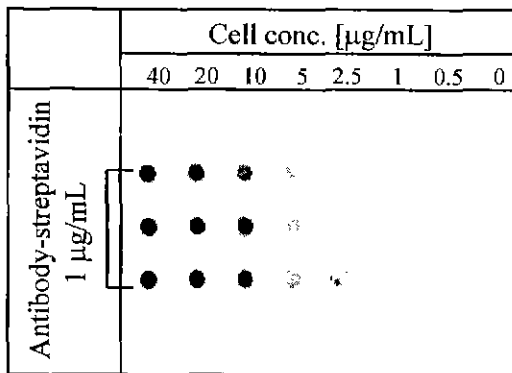 Cell conc. [μg/mL]
40 20 10 5 2.5 1 0.5 0
Antibody-streptavidin
1 μg/mL